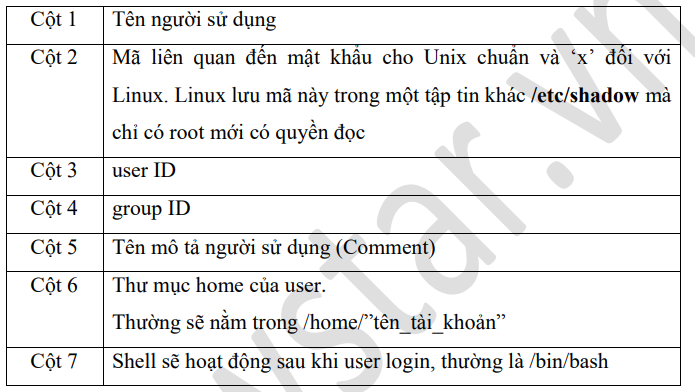 Cột 1 Tên người sử dụng
Cột 2 Mã liên quan đến mật khẩu cho Unix chuẩn và ‘x’ đối với
Linux. Linux lưu mã này trong một tập tin khác /etc/shadow mà
chỉ có root mới có quyền đọc
Cột 3 user ID
Cột 4 group ID
Cột 5 Tên mô tả người sử dụng (Comment)
Cột 6 Thư mục home của user.
Thường sẽ nằm trong /home/”tên_tài_khoản”
Cột 7 Shell sẽ hoạt động sau khi user login, thường là /bin/bash
wstar.vn